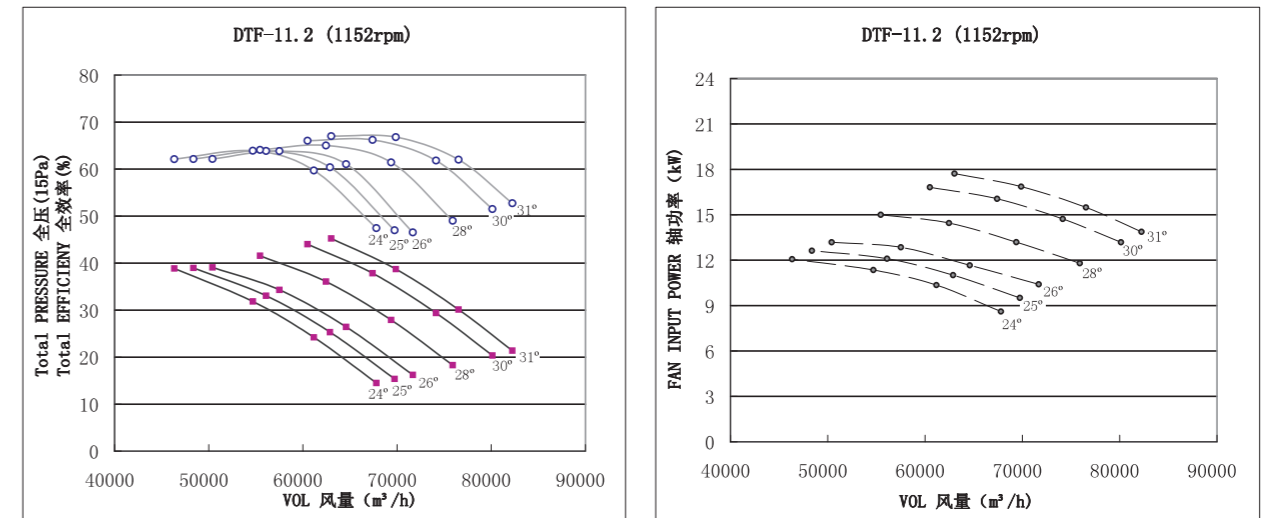 DTF-11.2 (1152rpm)
Total PRESSURE 全压(15Pa)
Total EFFICIENY 全效率(%)
80
70
60
50
40
30
20
10
0
24° 25° 26° 28° 30° 31°
24° 25° 26° 28° 30° 31°
40000 50000 60000 70000 80000 90000
VOL 风量 (m³/h)
DTF-11.2 (1152rpm)
FAN INPUT POWER 轴功率 (kW)
24
21
18
15
12
9
6
3
0
31°
30°
28°
26°
25°
24°
40000 50000 60000 70000 80000 90000
VOL 风量 (m³/h)